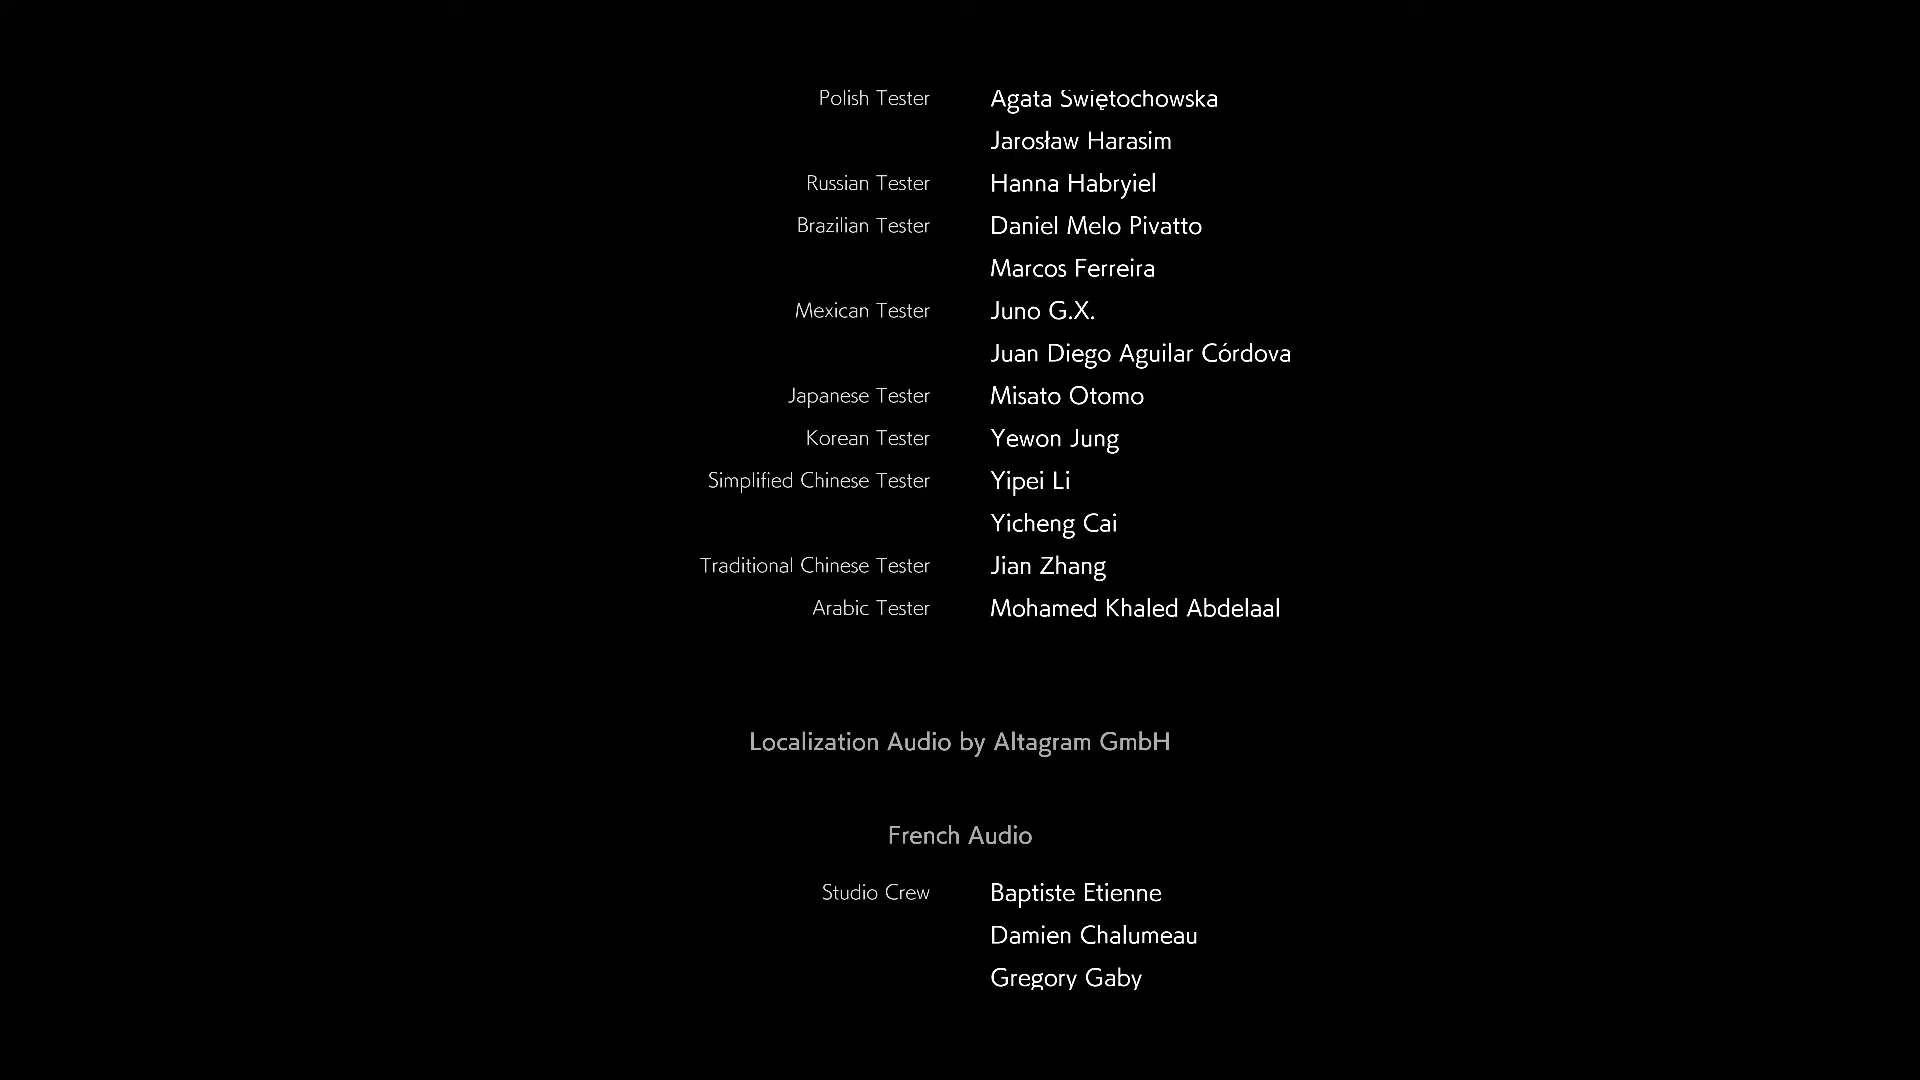 Polish Tester Agata Świętochowska
Jarosław Harasim
Russian Tester Hanna Habryiel
Brazilian Tester Daniel Melo Pivatto
Marcos Ferreira
Mexican Tester Juno G.X.
Juan Diego Aguilar Córdova
Japanese Tester Misato Otomo
Korean Tester Yewon Jung
Simplified Chinese Tester Yipei Li
Yicheng Cai
Traditional Chinese Tester Jian Zhang
Arabic Tester Mohamed Khaled Abdelaal
Localization Audio by Altagram GmbH
French Audio
Studio Crew Baptiste Etienne
Damien Chalumeau
Gregory Gaby